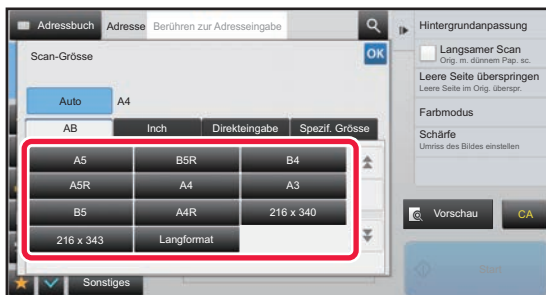 Adressbuch Adresse Berühren zur Adresseingabe
Scan-Grösse OK
Auto A4
AB Inch Direkteingabe Spezif. Grösse
A5 B5R B4
A5R A4 A3
B5 A4R 216 x 340
216 x 343 Langformat
Sonstiges
Hintergrundanpassung
Langsamer Scan
Orig. m. dünnem Pap. sc.
Leere Seite überspringen
Leere Seite im Orig. überspr.
Farbmodus
Schärfe
Umriss des Bildes einstellen
Vorschau CA
Start